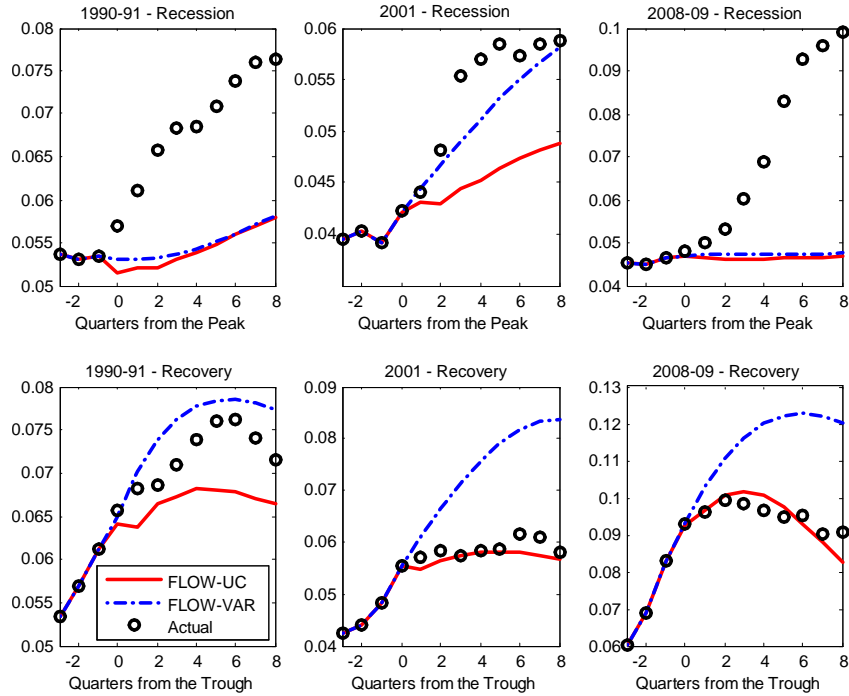 1990-91 - Recession
0.08
0.075
0.07
0.065
0.06
0.055
0.05
-2 0 2 4 6 8
Quarters from the Peak
2001 - Recession
0.06
0.05
0.04
-2 0 2 4 6 8
Quarters from the Peak
2008-09 - Recession
0.1
0.09
0.08
0.07
0.06
0.05
0.04
-2 0 2 4 6 8
Quarters from the Peak
1990-91 - Recovery
0.08
0.075
0.07
0.065
0.06
0.055
0.05
FLOW-UC
FLOW-VAR
Actual
-2 0 2 4 6 8
Quarters from the Trough
2001 - Recovery
0.09
0.08
0.07
0.06
0.05
0.04
-2 0 2 4 6 8
Quarters from the Trough
2008-09 - Recovery
0.13
0.12
0.11
0.1
0.09
0.08
0.07
0.06
-2 0 2 4 6 8
Quarters from the Trough